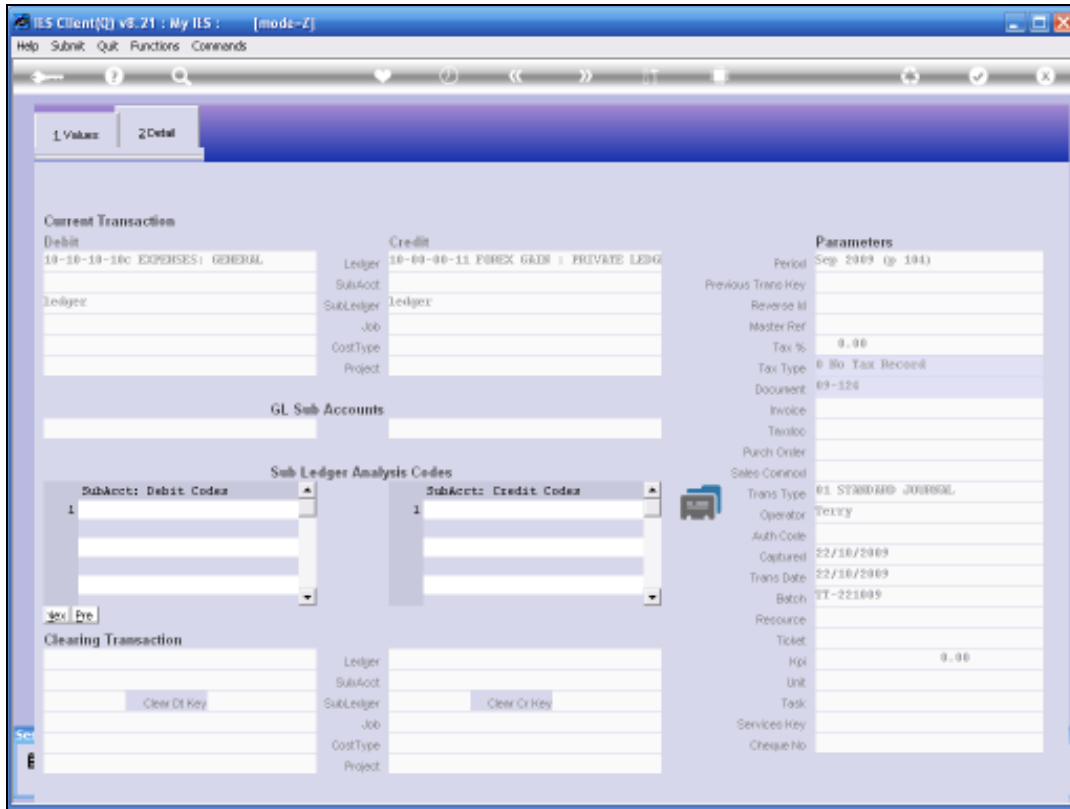 IES Client(Q) v8.21 : My IES : [mode-Z]
Help Submit Quit Functions Commands
1 Values 2 Detail
Current Transaction
Debit Credit Parameters
10-10-10-10c EXPENSES: GENERAL Ledger 10-00-00-11 FOREX GAIN : PRIVATE LEDG Period Sep 2009 (p 104)
SubAcct Previous Trans Key
ledger SubLedger ledger Reverse Id
Job Master Ref
CostType Tax % 0.00
Project Tax Type 0 No Tax Record
Document 09-126
GL Sub Accounts Invoice
Purch Order
Sub Ledger Analysis Codes Sales Commod
SubAcct: Debit Codes SubAcct: Credit Codes Trans Type 01 STANDARD JOURNAL
1 1 Operator Terry
Auth Code
Captured 22/10/2009
Trans Date 22/10/2009
Batch TT-221009
Nex Pre Resource
Clearing Transaction Ticket
Ledger Kpi 0.00
SubAcct Unit
Clear Dt Key SubLedger Clear Cr Key Task
Job Services Key
CostType Cheque No
Project